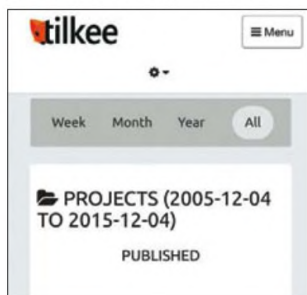 tilkee
Menu
Week Month Year All
PROJECTS (2005-12-04
TO 2015-12-04)
PUBLISHED